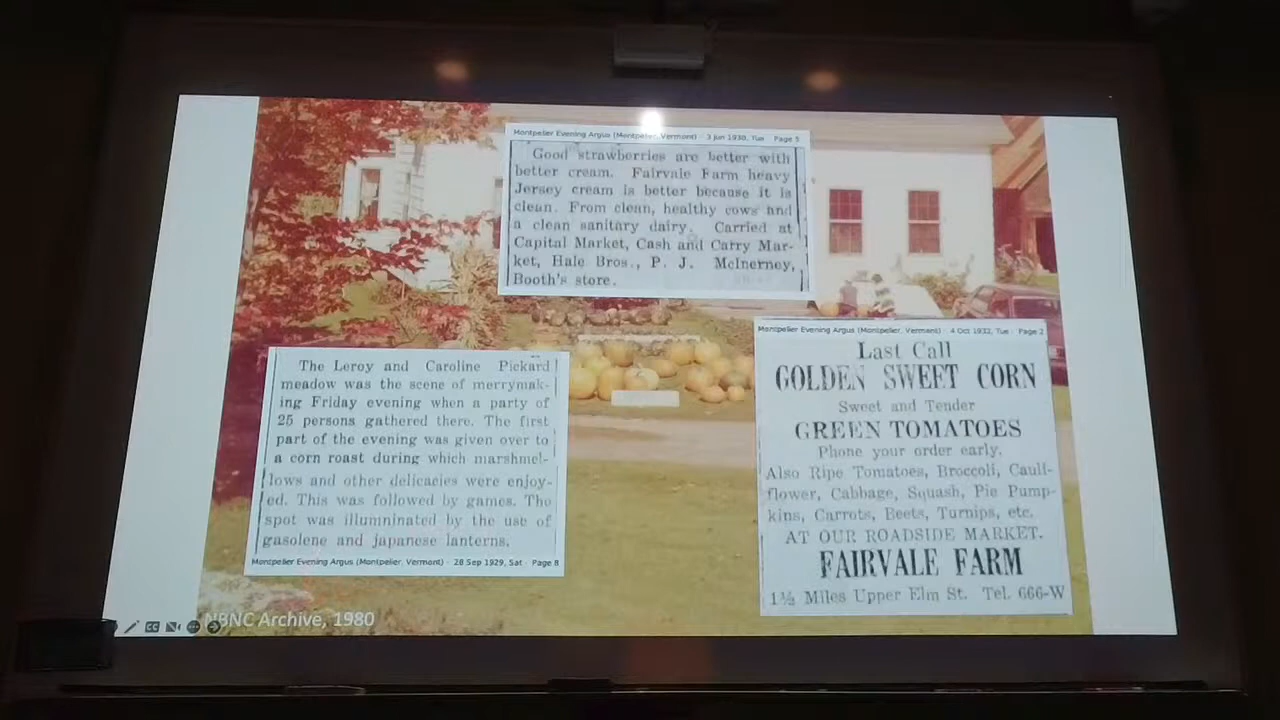 Montpelier Evening Argus (Montpelier, Vermont) · 3 Jun 1930, Tue · Page 5
Good strawberries are better with
better cream. Fairvale Farm heavy
Jersey cream is better because it is
clean. From clean, healthy cows and
a clean sanitary dairy. Carried at
Capital Market, Cash and Carry Mar-
ket, Hale Bros., P. J. McInerney,
Booth's store.
The Leroy and Caroline Pickard
meadow was the scene of merrymak-
ing Friday evening when a party of
25 persons gathered there. The first
part of the evening was given over to
a corn roast during which marshmel-
lows and other delicacies were enjoy-
ed. This was followed by games. The
spot was illumninated by the use of
gasolene and japanese lanterns.
Montpelier Evening Argus (Montpelier, Vermont) · 28 Sep 1929, Sat · Page 8
Montpelier Evening Argus (Montpelier, Vermont) · 4 Oct 1932, Tue · Page 2
Last Call
GOLDEN SWEET CORN
Sweet and Tender
GREEN TOMATOES
Phone your order early.
Also Ripe Tomatoes, Broccoli, Cauli-
flower, Cabbage, Squash, Pie Pump-
kins, Carrots, Beets, Turnips, etc.
AT OUR ROADSIDE MARKET.
FAIRVALE FARM
1½ Miles Upper Elm St. Tel. 666-W
NBNC Archive, 1980